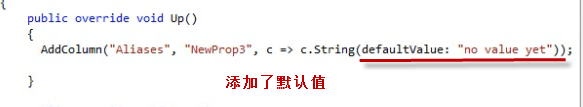 {
public override void Up()
{
AddColumn("Aliases", "NewProp3", c => c.String(defaultValue: "no value yet"));
添加了默认值
}